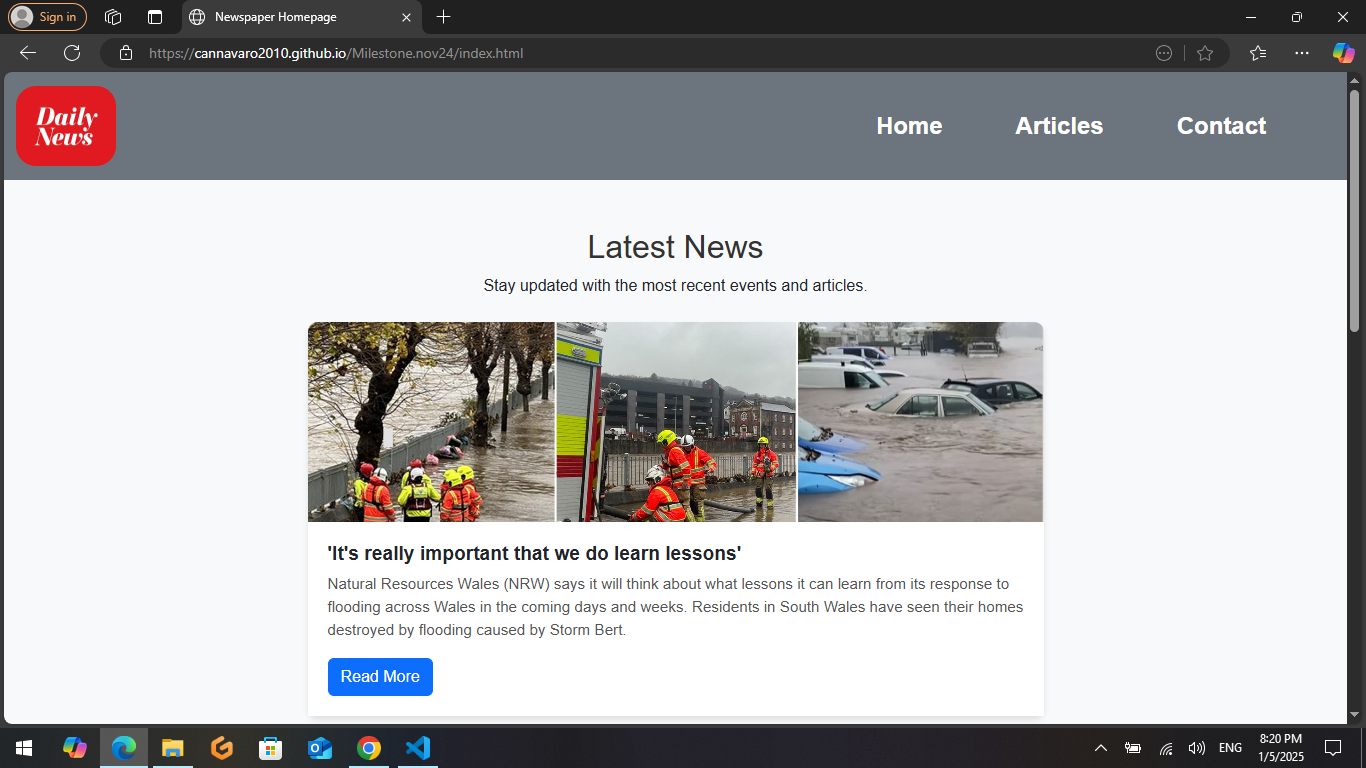 Sign in
Newspaper Homepage
https://cannavaro2010.github.io/Milestone.nov24/index.html
Daily
News
Home Articles Contact
Latest News
Stay updated with the most recent events and articles.
'It's really important that we do learn lessons'
Natural Resources Wales (NRW) says it will think about what lessons it can learn from its response to
flooding across Wales in the coming days and weeks. Residents in South Wales have seen their homes
destroyed by flooding caused by Storm Bert.
Read More
ENG
8:20 PM
1/5/2025